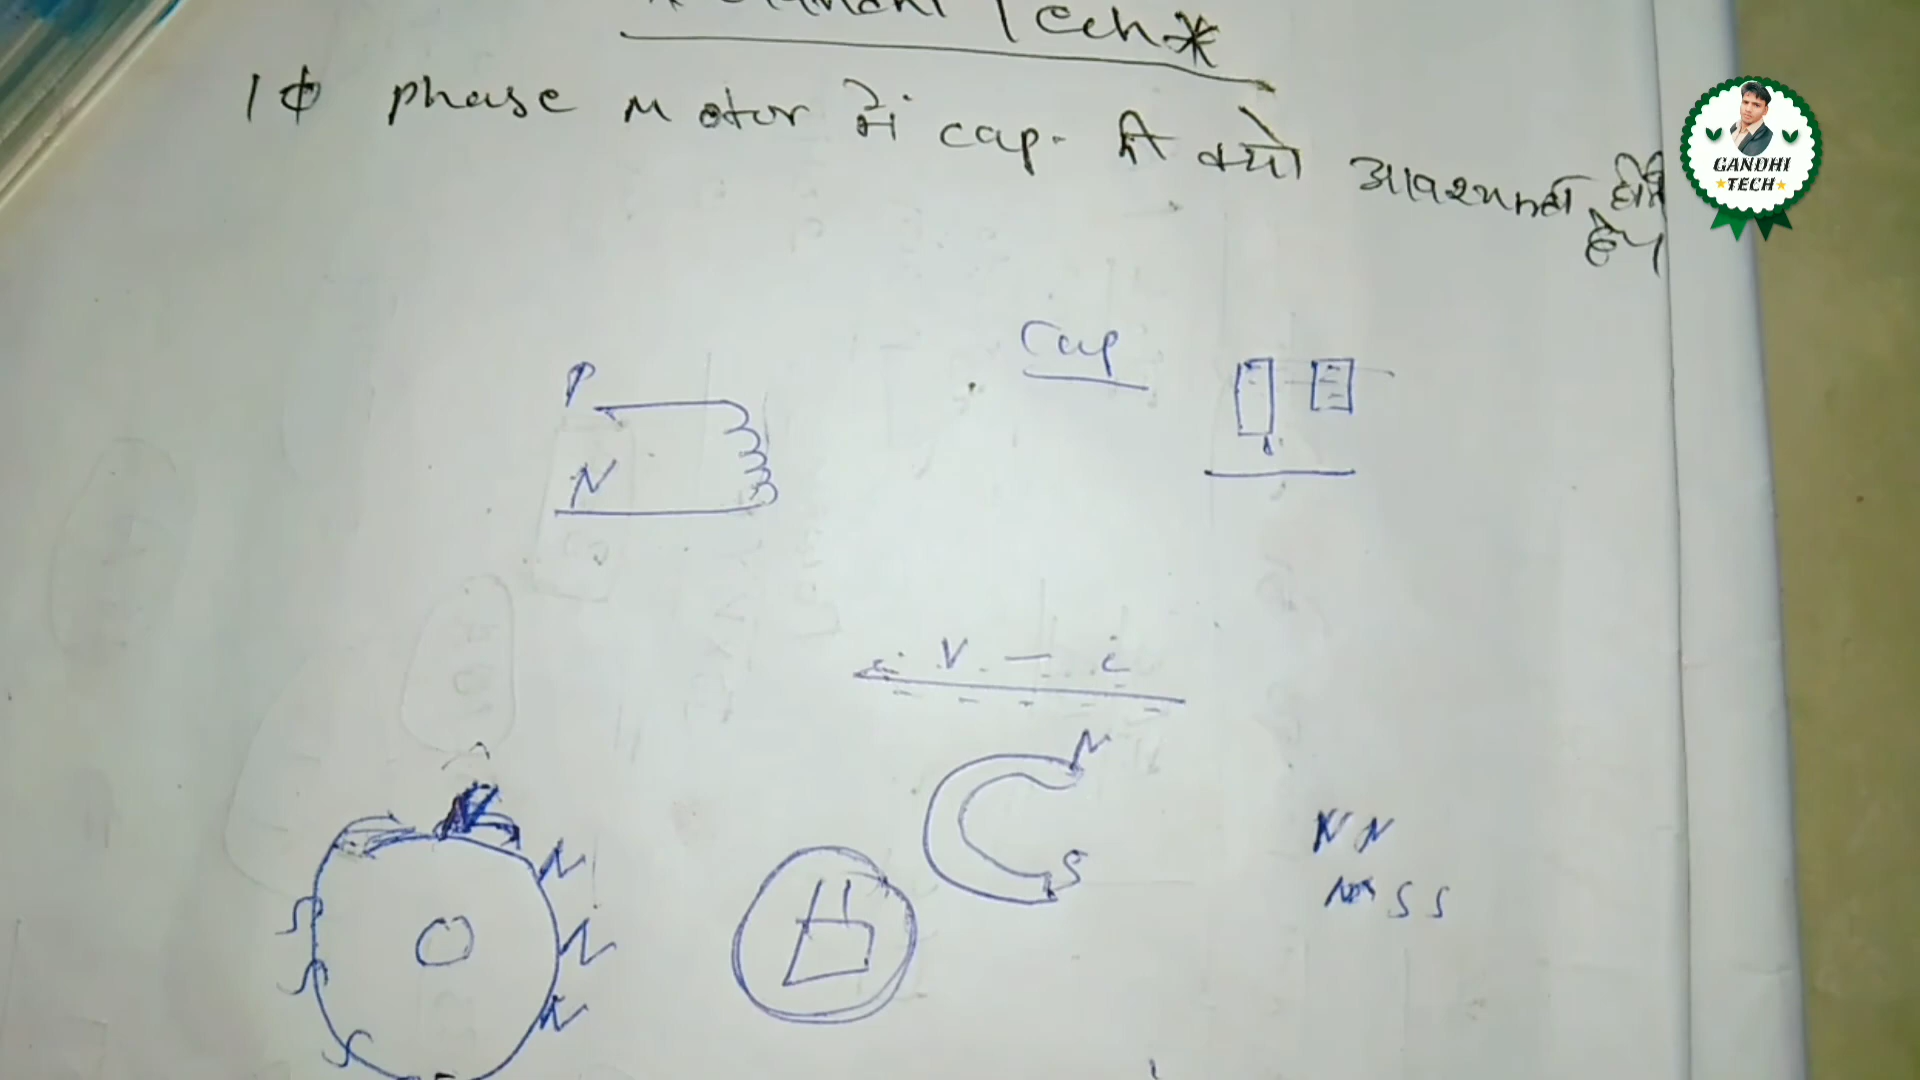 Tech*
1ϕ phase Motor में cap. की क्यो आवश्यकता होती
है।
Cap
P
N
V — i
N
S
N
N
N
S
S
S
N N
S S
GANDHI
TECH